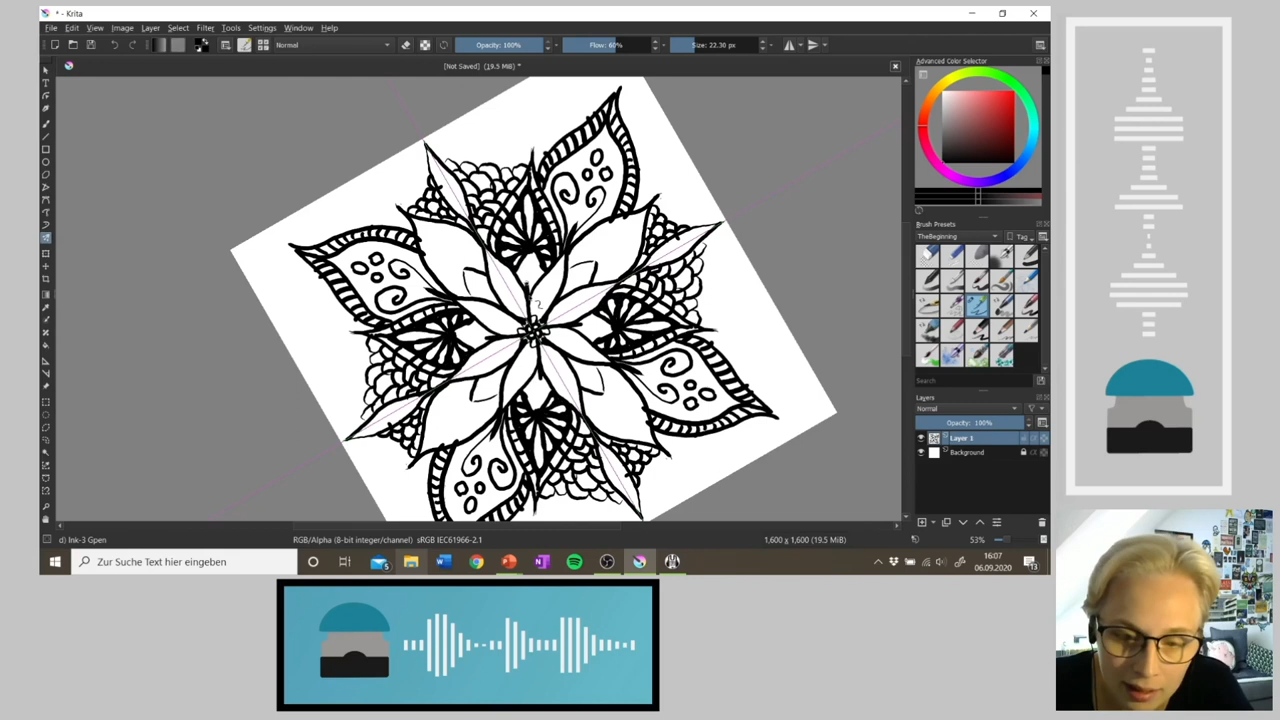 * - Krita
File Edit View Image Layer Select Filter Tools Settings Window Help
Normal Opacity: 100% Flow: 60% Size: 22.30 px
[Not Saved] (19.5 MiB) *
Advanced Color Selector
Brush Presets
TheBeginning Tag
Search
Layers
Normal
Opacity: 100%
Layer 1
Background
d) Ink-3 Gpen RGB/Alpha (8-bit integer/channel) sRGB IEC61966-2.1 1,600 x 1,600 (19.5 MiB) 53%
Zur Suche Text hier eingeben 5 16:07
06.09.2020 13